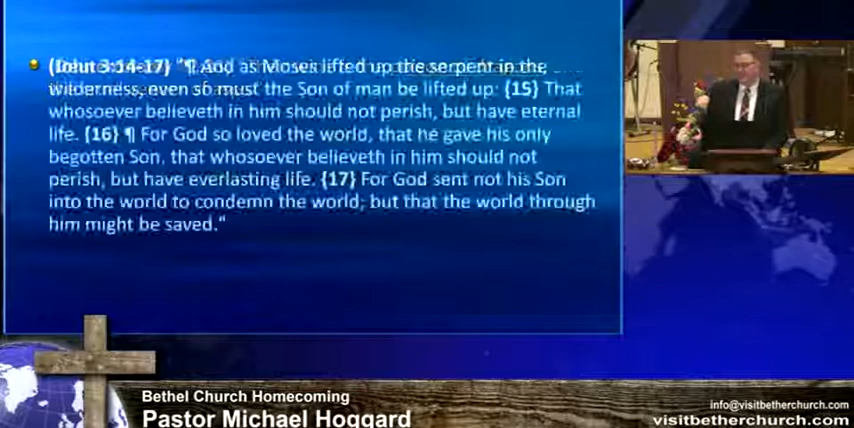 (John 3:14-17) "¶ And as Moses lifted up the serpent in the
wilderness, even so must the Son of man be lifted up: {15} That
whosoever believeth in him should not perish, but have eternal
life. {16} ¶ For God so loved the world, that he gave his only
begotten Son, that whosoever believeth in him should not
perish, but have everlasting life. {17} For God sent not his Son
into the world to condemn the world; but that the world through
him might be saved."
Bethel Church Homecoming
Pastor Michael Hoggard
info@visitbetherchurch.com
visitbetherchurch.com